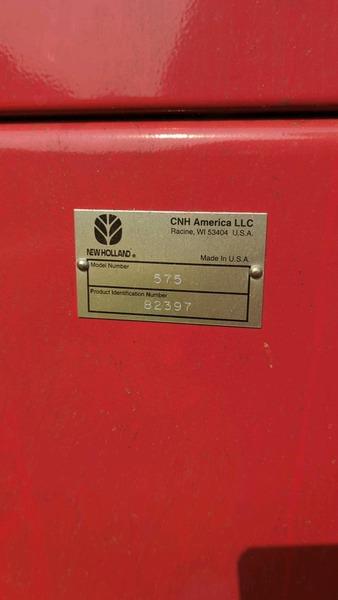 CNH America LLC
Racine, WI 53404 U.S.A.
NEW HOLLAND ®
Made in U.S.A.
Model Number
575
Product Identification Number
82397